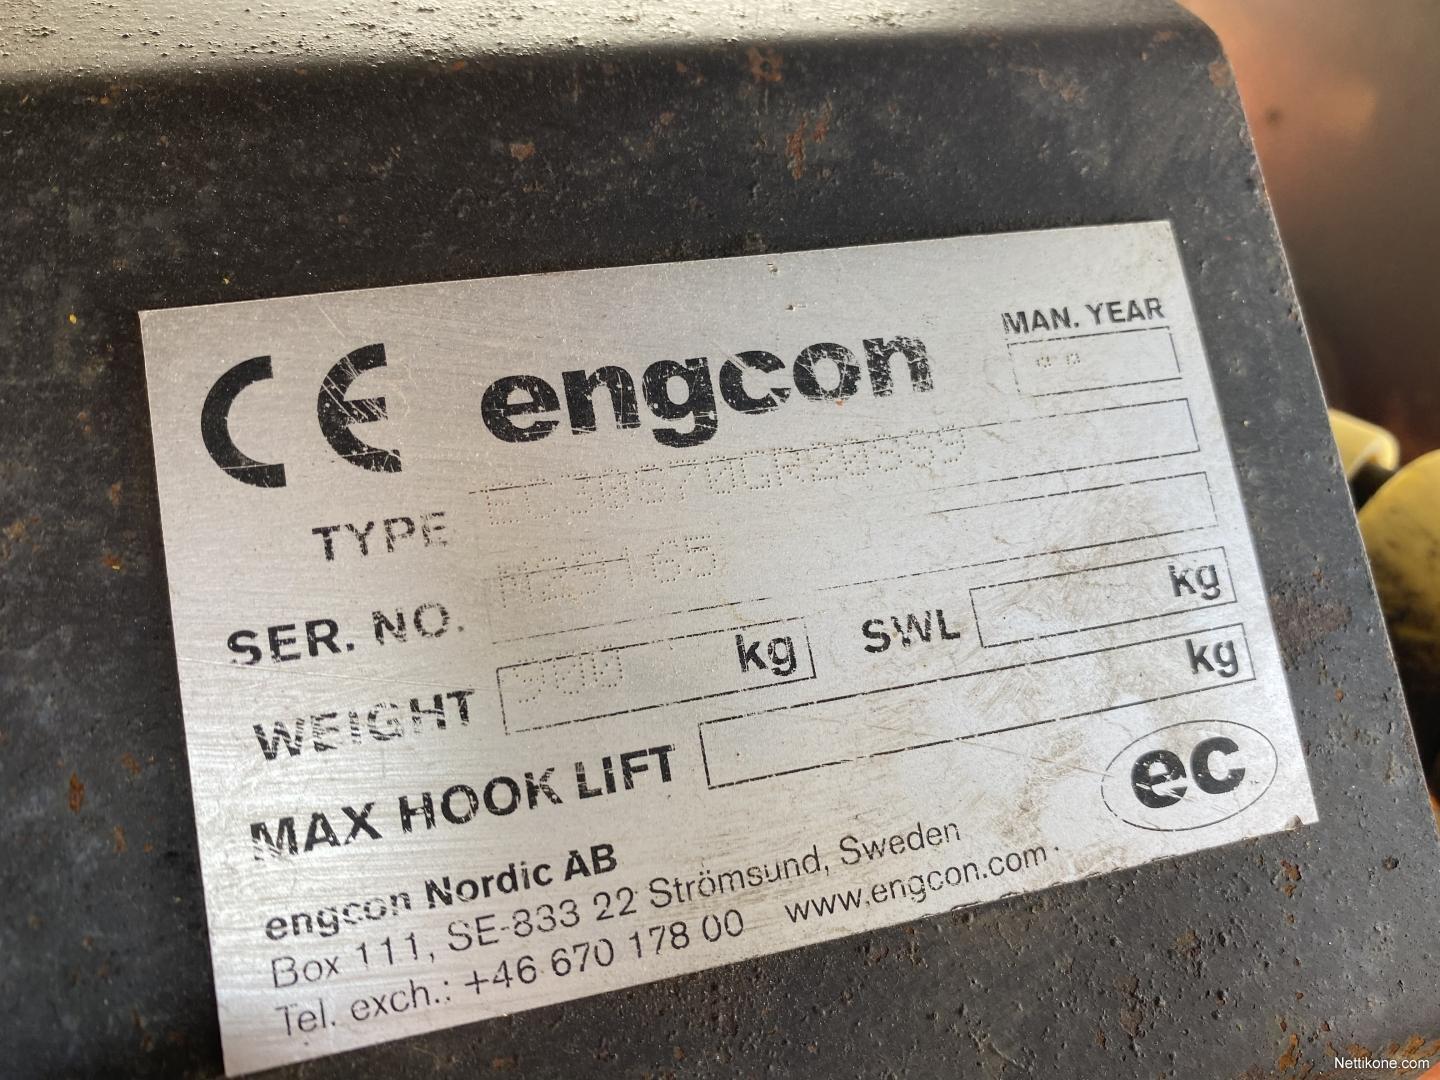 CE engcon MAN. YEAR
TYPE
SER. NO.
WEIGHT kg SWL kg
MAX HOOK LIFT kg
ec
engcon Nordic AB
Box 111, SE-833 22 Strömsund, Sweden
Tel. exch.: +46 670 178 00 www.engcon.com
Nettikone.com